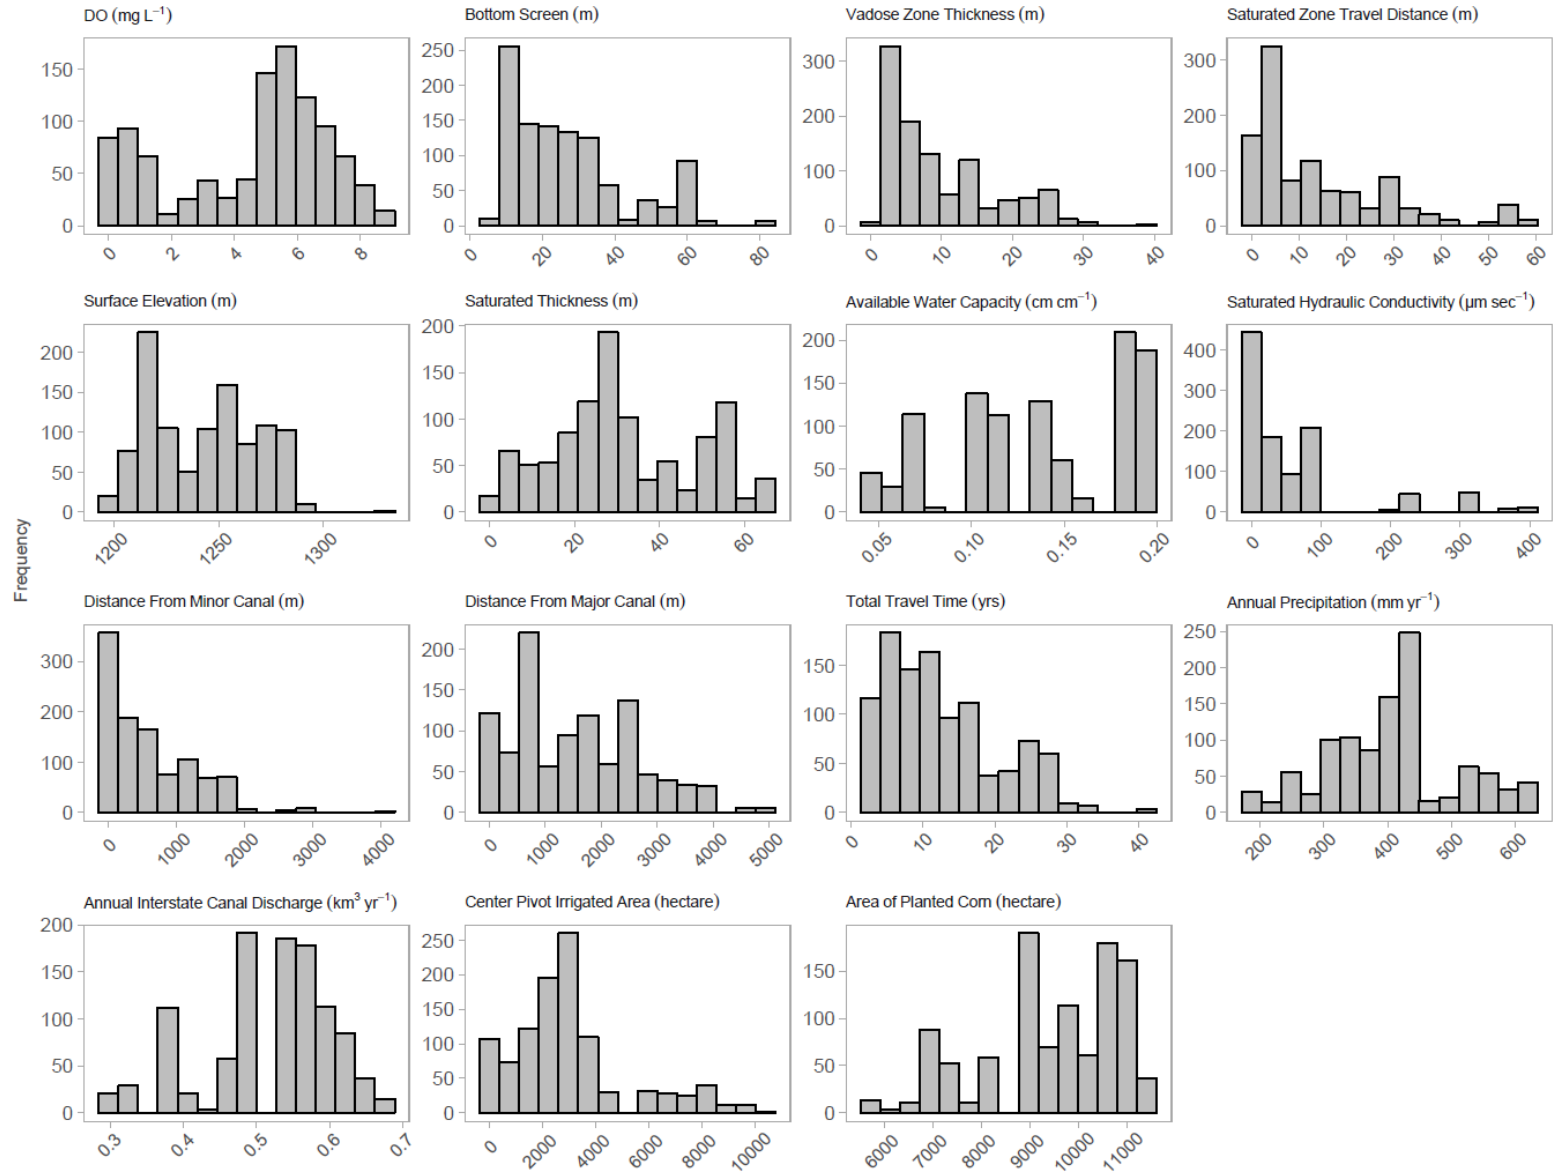 DO (mg L⁻¹)
Bottom Screen (m)
Vadose Zone Thickness (m)
Saturated Zone Travel Distance (m)
150
100
50
0
0 2 4 6 8
250
200
150
100
50
0
0 20 40 60 80
300
200
100
0
0 10 20 30 40
300
200
100
0
0 10 20 30 40 50 60
Surface Elevation (m)
Saturated Thickness (m)
Available Water Capacity (cm cm⁻¹)
Saturated Hydraulic Conductivity (µm sec⁻¹)
200
150
100
50
0
1200 1250 1300
200
150
100
50
0
0 20 40 60
200
150
100
50
0
0.05 0.10 0.15 0.20
400
300
200
100
0
0 100 200 300 400
Frequency
Distance From Minor Canal (m)
Distance From Major Canal (m)
Total Travel Time (yrs)
Annual Precipitation (mm yr⁻¹)
300
200
100
0
0 1000 2000 3000 4000
200
150
100
50
0
0 1000 2000 3000 4000 5000
150
100
50
0
0 10 20 30 40
250
200
150
100
50
0
200 300 400 500 600
Annual Interstate Canal Discharge (km³ yr⁻¹)
Center Pivot Irrigated Area (hectare)
Area of Planted Corn (hectare)
200
150
100
50
0
0.3 0.4 0.5 0.6 0.7
250
200
150
100
50
0
0 2000 4000 6000 8000 10000
150
100
50
0
6000 7000 8000 9000 10000 11000